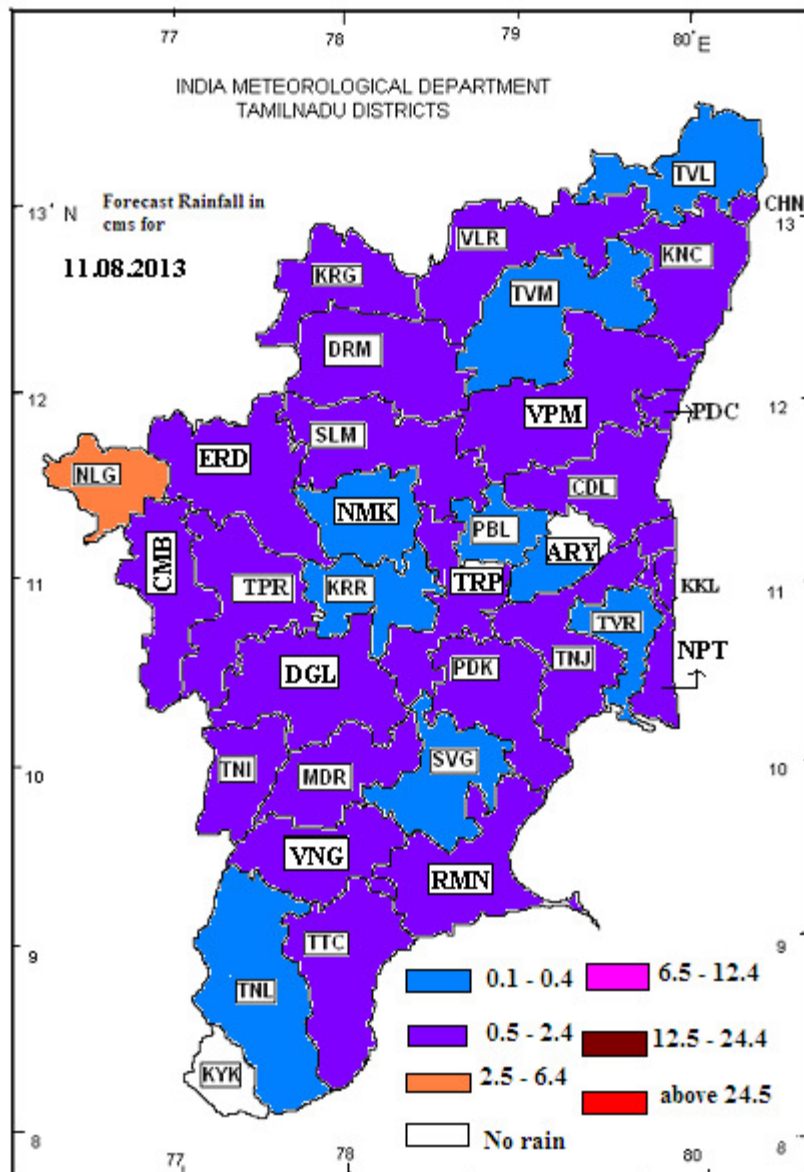 77 78 79 80°E
INDIA METEOROLOGICAL DEPARTMENT
TAMILNADU DISTRICTS
TVL
13' N
Forecast Rainfall in
cms for
CHN
13
VLR
KNC
11.08.2013
KRG
TVM
DRM
12
12
VPM
PDC
SLM
ERD
NLG
CDL
NMK
PBL
ARY
CMB
11
TPR
KRR
TRP
KKL
11
TVR
NPT
DGL
PDK
TNJ
10
TNI
MDR
SVG
10
VNG
RMN
9
TTC
9
0.1 - 0.4
6.5 - 12.4
TNL
0.5 - 2.4
12.5 - 24.4
KYK
2.5 - 6.4
above 24.5
No rain
8
8
77 78 80